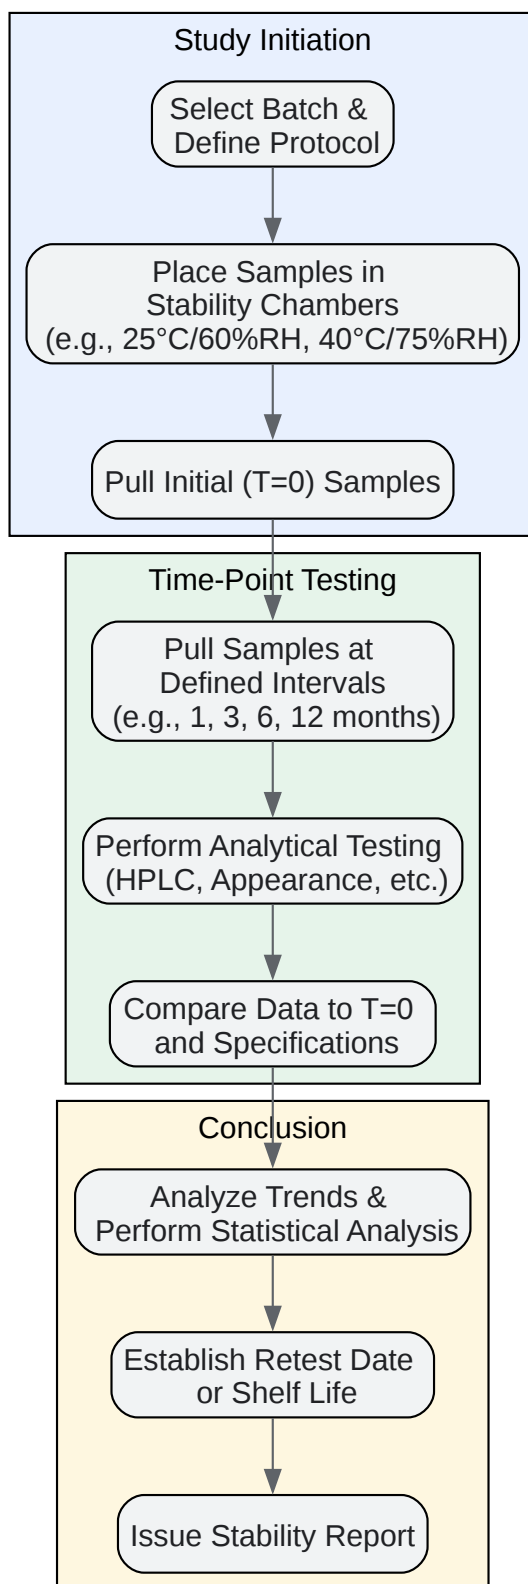 Study Initiation
Select Batch &
Define Protocol
Place Samples in
Stability Chambers
(e.g., 25°C/60%RH, 40°C/75%RH)
Pull Initial (T=0) Samples
Time-Point Testing
Pull Samples at
Defined Intervals
(e.g., 1, 3, 6, 12 months)
Perform Analytical Testing
(HPLC, Appearance, etc.)
Compare Data to T=0
and Specifications
Conclusion
Analyze Trends &
Perform Statistical Analysis
Establish Retest Date
or Shelf Life
Issue Stability Report